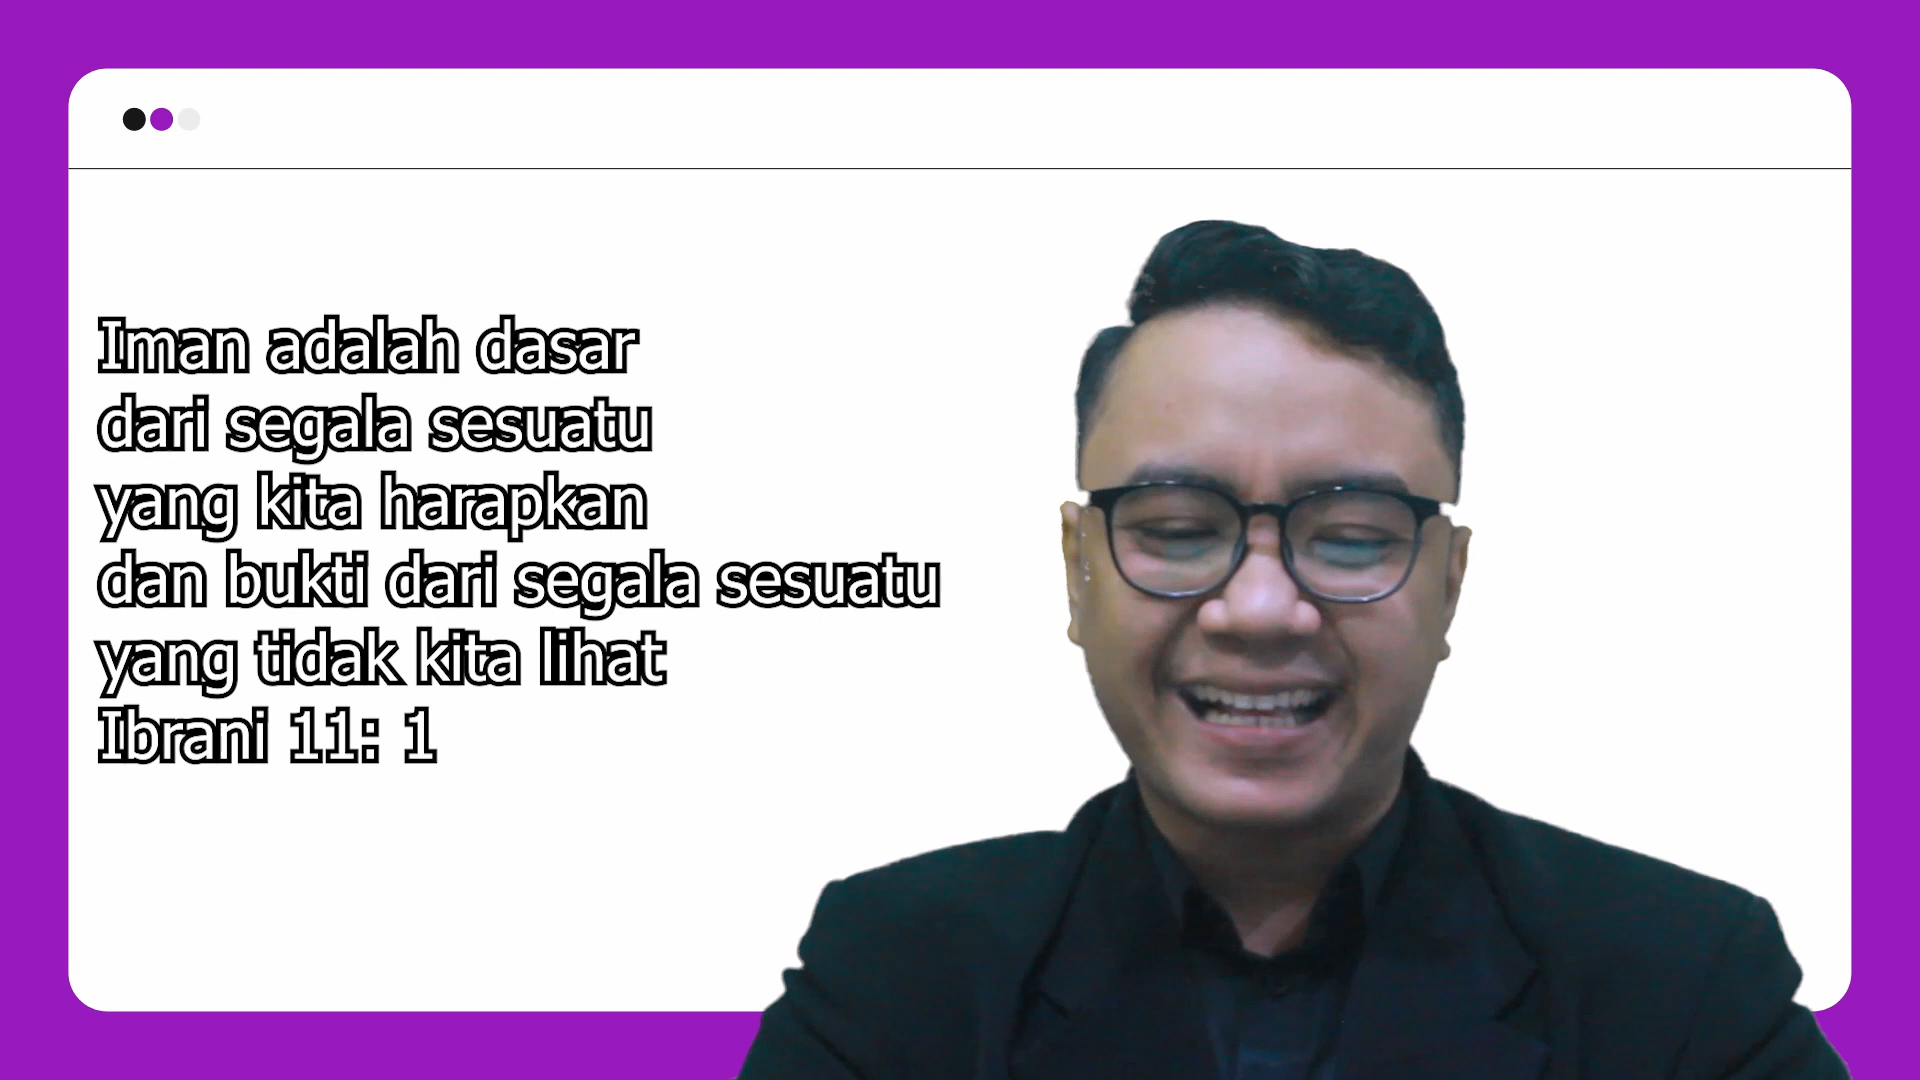 Iman adalah dasar
dari segala sesuatu
yang kita harapkan
dan bukti dari segala sesuatu
yang tidak kita lihat
Ibrani 11: 1